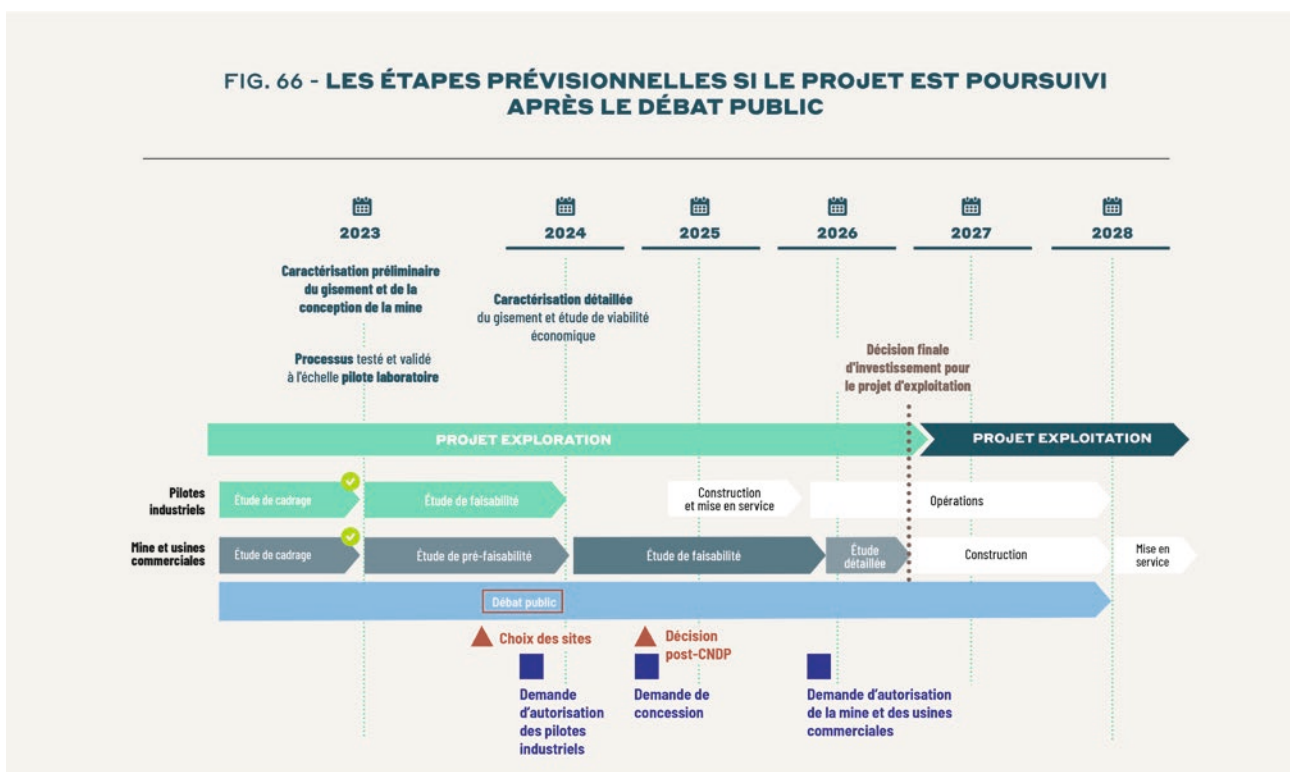 FIG. 66 - LES ÉTAPES PRÉVISIONNELLES SI LE PROJET EST POURSUIVI
APRÈS LE DÉBAT PUBLIC
2023
2024
2025
2026
2027
2028
Caractérisation préliminaire
du gisement et de la
conception de la mine
Processus testé et validé
à l'échelle pilote laboratoire
Caractérisation détaillée
du gisement et étude de viabilité
économique
Décision finale
d'investissement pour
le projet d'exploitation
PROJET EXPLORATION
PROJET EXPLOITATION
Pilotes
industriels
Étude de cadrage
Étude de faisabilité
Construction
et mise en service
Opérations
Mine et usines
commerciales
Étude de cadrage
Étude de pré-faisabilité
Étude de faisabilité
Étude
détaillée
Construction
Mise en
service
Débat public
Choix des sites
Décision
post-CNDP
Demande
d'autorisation
des pilotes
industriels
Demande de
concession
Demande d'autorisation
de la mine et des usines
commerciales